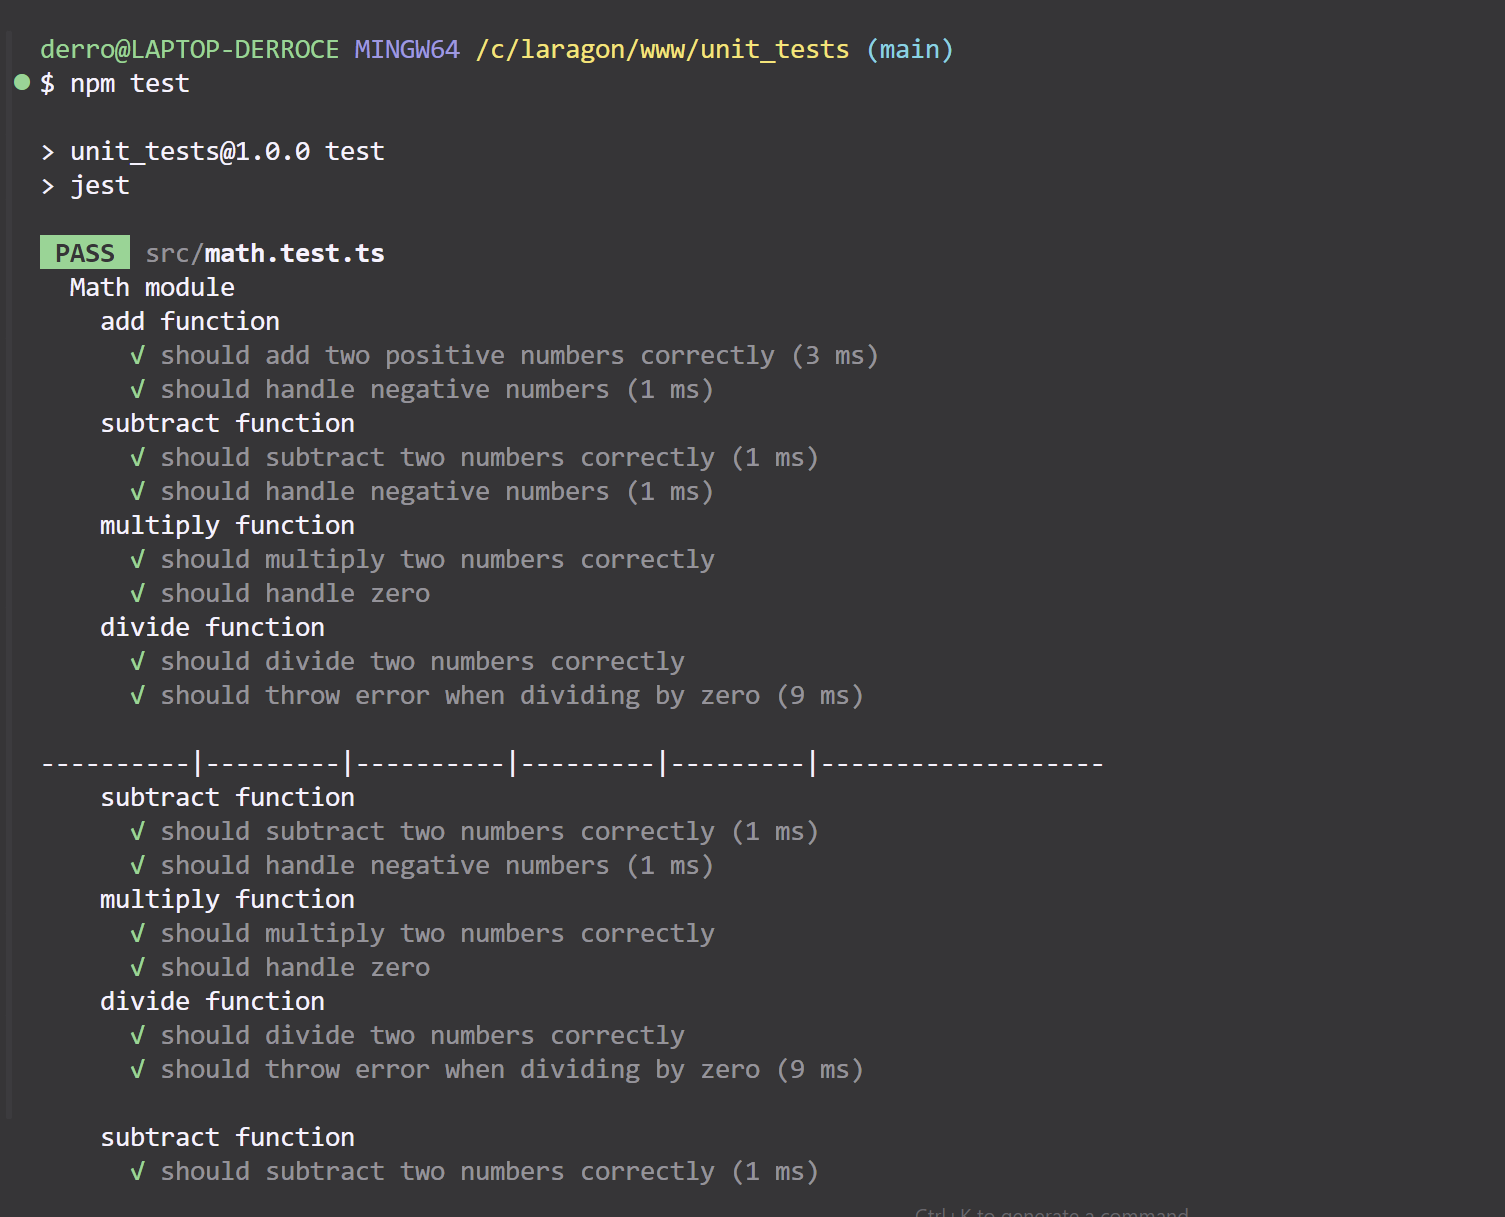 derro@LAPTOP-DERROCE MINGW64 /c/laragon/www/unit_tests (main)
$ npm test

> unit_tests@1.0.0 test
> jest

PASS src/math.test.ts
  Math module
    add function
      √ should add two positive numbers correctly (3 ms)
      √ should handle negative numbers (1 ms)
    subtract function
      √ should subtract two numbers correctly (1 ms)
      √ should handle negative numbers (1 ms)
    multiply function
      √ should multiply two numbers correctly
      √ should handle zero
    divide function
      √ should divide two numbers correctly
      √ should throw error when dividing by zero (9 ms)

----------|---------|----------|---------|---------|-------------------
    subtract function
      √ should subtract two numbers correctly (1 ms)
      √ should handle negative numbers (1 ms)
    multiply function
      √ should multiply two numbers correctly
      √ should handle zero
    divide function
      √ should divide two numbers correctly
      √ should throw error when dividing by zero (9 ms)

    subtract function
      √ should subtract two numbers correctly (1 ms)
Ctrl+K to generate a command